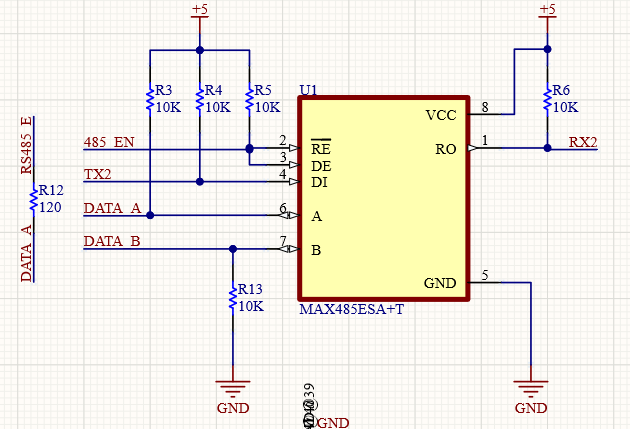 +5
+5
R3
10K
R4
10K
R5
10K
U1
R6
10K
VCC
8
485_EN
2
RE
RO
1
RX2
3
DE
TX2
4
DI
RS485_E
R12
120
DATA_A
DATA_A
6
A
DATA_B
7
B
R13
10K
GND
5
MAX485ESA+T
GND
GND
GND